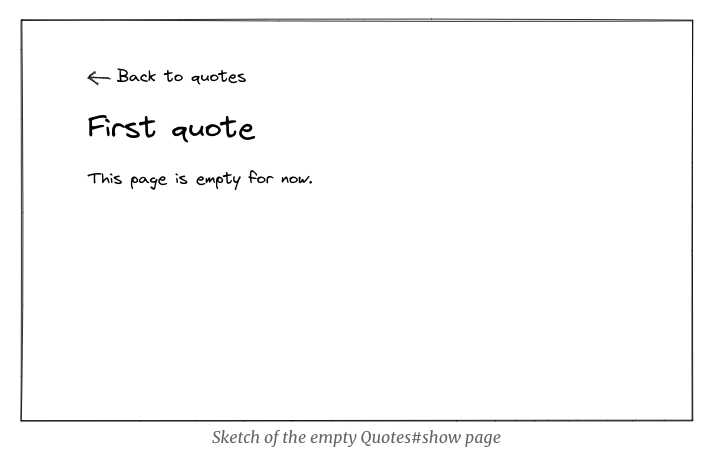 ← Back to quotes
First quote
This page is empty for now.
Sketch of the empty Quotes#show page